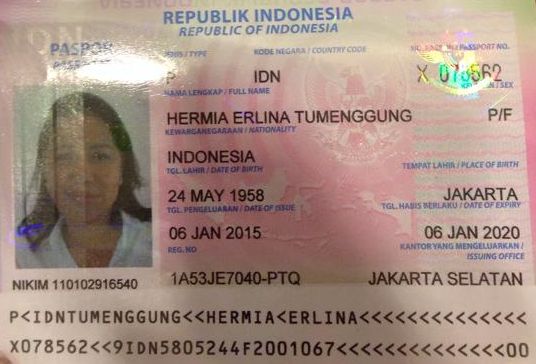 REPUBLIK INDONESIA
REPUBLIC OF INDONESIA
PASPOR
JENIS / TYPE KODE NEGARA / COUNTRY CODE PASSPORT NO.
P IDN X 078562
NAMA LENGKAP / FULL NAME KELAMIN / SEX
HERMIA ERLINA TUMENGGUNG P/F
KEWARGANEGARAAN / NATIONALITY
INDONESIA
TGL. LAHIR / DATE OF BIRTH TEMPAT LAHIR / PLACE OF BIRTH
24 MAY 1958 JAKARTA
TGL. PENGELUARAN / DATE OF ISSUE TGL. HABIS BERLAKU / DATE OF EXPIRY
06 JAN 2015 06 JAN 2020
REG. NO KANTOR YANG MENGELUARKAN /
ISSUING OFFICE
NIKIM 110102916540 1A53JE7040-PTQ JAKARTA SELATAN
P<IDNTUMENGGUNG<<HERMIA<ERLINA<<<<<<<<<<<<<<
X078562<<9IDN5805244F2001067<<<<<<<<<<<<<<00